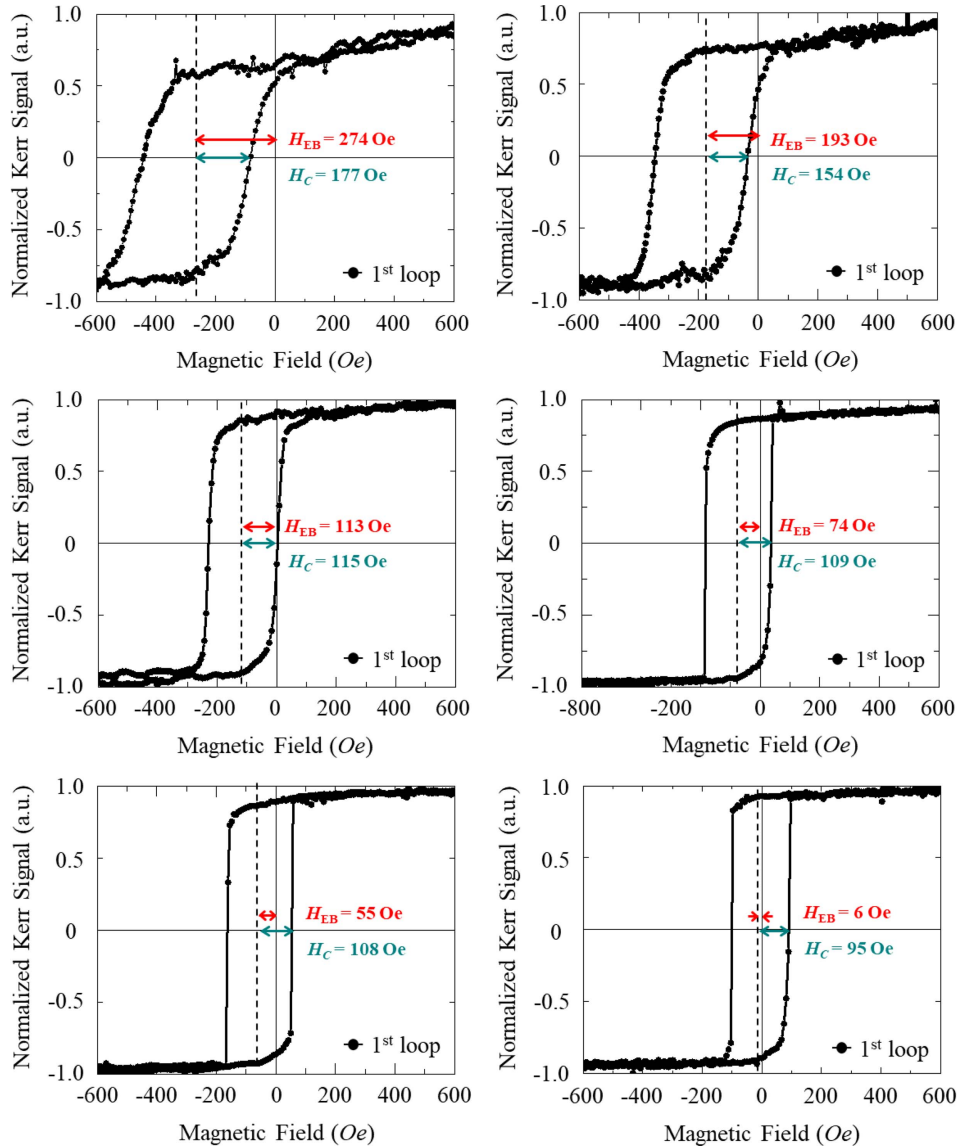 1.0
0.5
0
-0.5
-1.0
Normalized Kerr Signal (a.u.)
H_EB = 274 Oe
H_C = 177 Oe
1st loop
-600 -400 -200 0 200 400 600
Magnetic Field (Oe)
1.0
0.5
0
-0.5
-1.0
Normalized Kerr Signal (a.u.)
H_EB = 193 Oe
H_C = 154 Oe
1st loop
-600 -400 -200 0 200 400 600
Magnetic Field (Oe)
1.0
0.5
0
-0.5
-1.0
Normalized Kerr Signal (a.u.)
H_EB = 113 Oe
H_C = 115 Oe
1st loop
-600 -400 -200 0 200 400 600
Magnetic Field (Oe)
1.0
0.5
0
-0.5
-1.0
Normalized Kerr Signal (a.u.)
H_EB = 74 Oe
H_C = 109 Oe
1st loop
-800 -200 0 200 400 600
Magnetic Field (Oe)
1.0
0.5
0
-0.5
-1.0
Normalized Kerr Signal (a.u.)
H_EB = 55 Oe
H_C = 108 Oe
1st loop
-600 -400 -200 0 200 400 600
Magnetic Field (Oe)
1.0
0.5
0
-0.5
-1.0
Normalized Kerr Signal (a.u.)
H_EB = 6 Oe
H_C = 95 Oe
1st loop
-600 -400 -200 0 200 400 600
Magnetic Field (Oe)